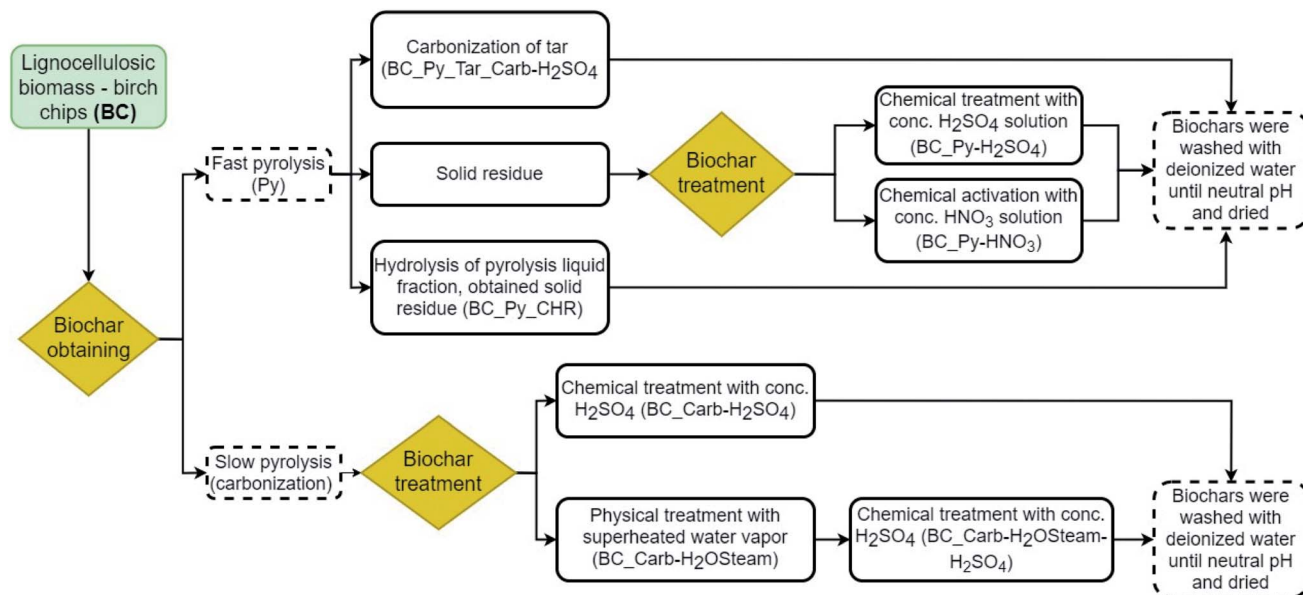 Lignocellulosic
biomass - birch
chips (BC)
Biochar
obtaining
Fast pyrolysis
(Py)
Carbonization of tar
(BC_Py_Tar_Carb-H2SO4
Solid residue
Hydrolysis of pyrolysis liquid
fraction, obtained solid
residue (BC_Py_CHR)
Biochar
treatment
Chemical treatment with
conc. H2SO4 solution
(BC_Py-H2SO4)
Chemical activation with
conc. HNO3 solution
(BC_Py-HNO3)
Biochars were
washed with
deionized water
until neutral pH
and dried
Slow pyrolysis
(carbonization)
Biochar
treatment
Chemical treatment with conc.
H2SO4 (BC_Carb-H2SO4)
Physical treatment with
superheated water vapor
(BC_Carb-H2OSteam)
Chemical treatment with conc.
H2SO4 (BC_Carb-H2OSteam-
H2SO4)
Biochars were
washed with
deionized water
until neutral pH
and dried